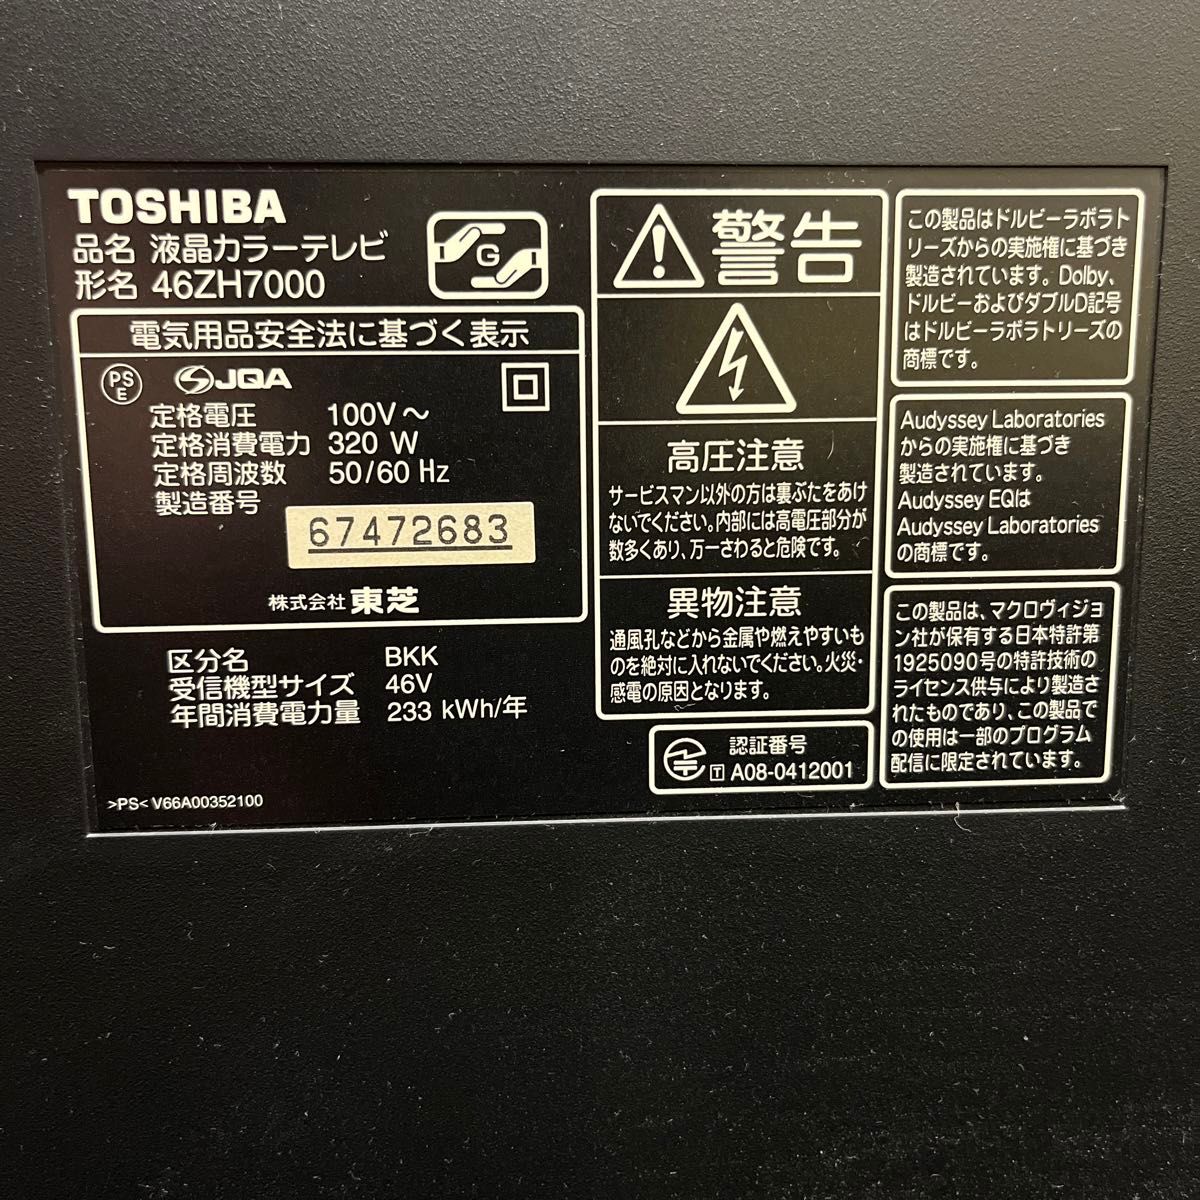 TOSHIBA
品名 液晶カラーテレビ
形名 46ZH7000
G
電気用品安全法に基づく表示
PS
E
JQA
定格電圧 100V～
定格消費電力 320 W
定格周波数 50/60 Hz
製造番号
67472683
株式会社 東芝
区分名 BKK
受信機型サイズ 46V
年間消費電力量 233 kWh/年
>PS< V66A00352100
警告
高圧注意
サービスマン以外の方は裏ぶたをあけ
ないでください。内部には高電圧部分が
数多くあり、万一さわると危険です。
異物注意
通風孔などから金属や燃えやすいも
のを絶対に入れないでください。火災・
感電の原因となります。
認証番号
T A08-0412001
この製品はドルビーラボラト
リーズからの実施権に基づき
製造されています。Dolby、
ドルビーおよびダブルD記号
はドルビーラボラトリーズの
商標です。
Audyssey Laboratories
からの実施権に基づき
製造されています。
Audyssey EQは
Audyssey Laboratories
の商標です。
この製品は、マクロヴィジョ
ン社が保有する日本特許第
1925090号の特許技術の
ライセンス供与により製造さ
れたものであり、この製品で
の使用は一部のプログラム
配信に限定されています。